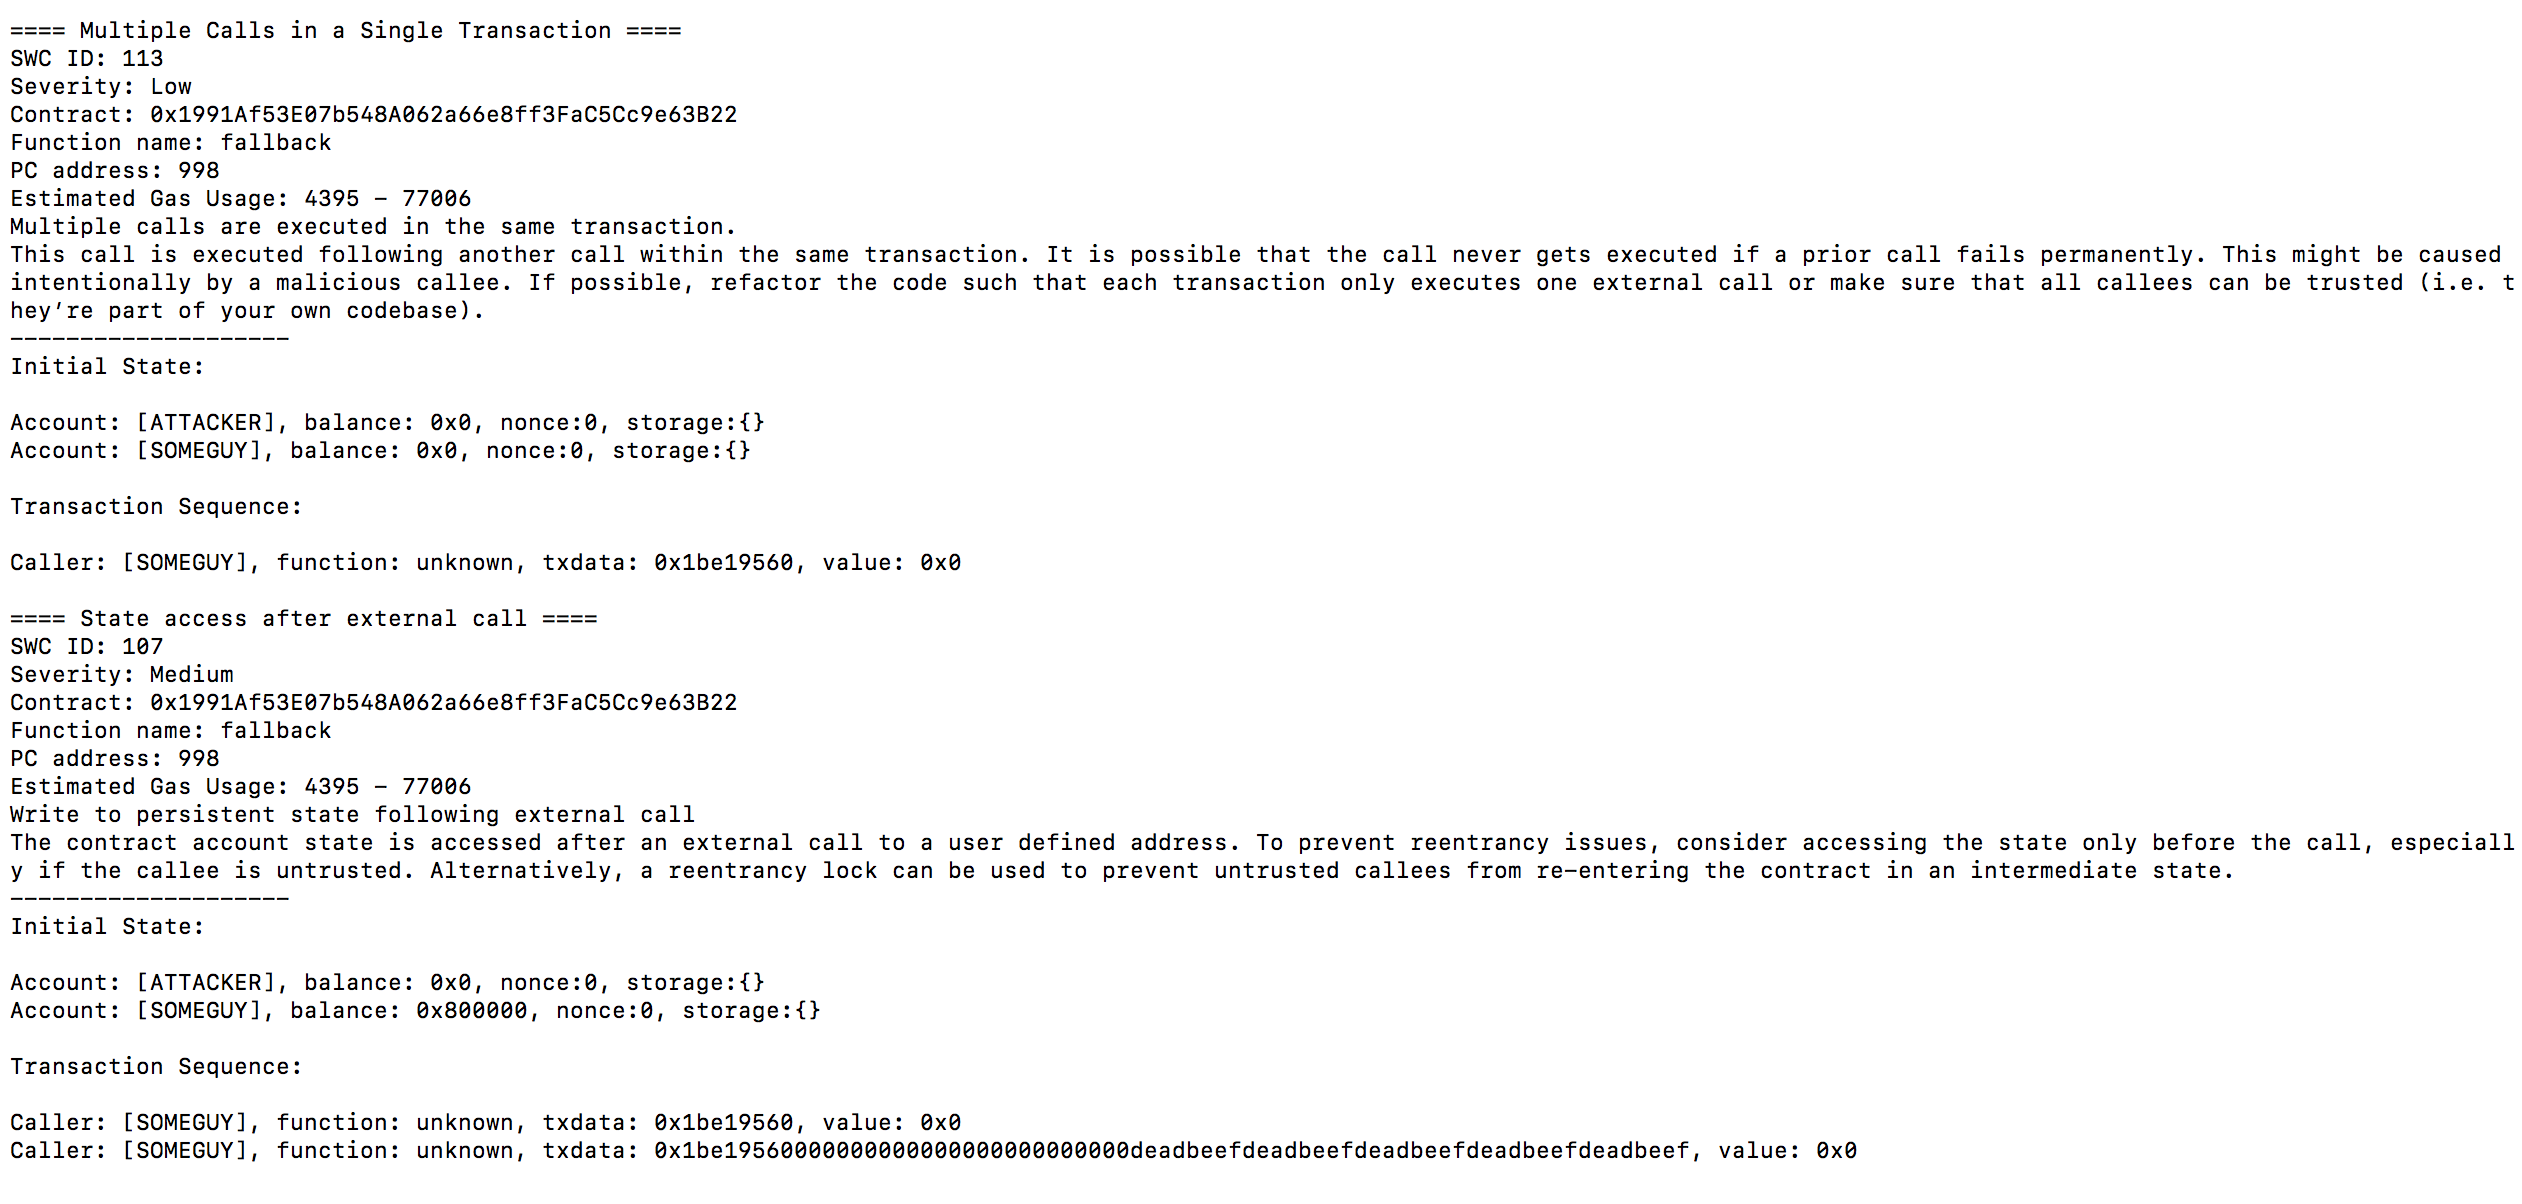 ==== Multiple Calls in a Single Transaction ====
SWC ID: 113
Severity: Low
Contract: 0x1991Af53E07b548A062a66e8ff3FaC5Cc9e63B22
Function name: fallback
PC address: 998
Estimated Gas Usage: 4395 - 77006
Multiple calls are executed in the same transaction.
This call is executed following another call within the same transaction. It is possible that the call never gets executed if a prior call fails permanently. This might be caused
intentionally by a malicious callee. If possible, refactor the code such that each transaction only executes one external call or make sure that all callees can be trusted (i.e. t
hey’re part of your own codebase).
--------------------
Initial State:
Account: [ATTACKER], balance: 0x0, nonce:0, storage:{}
Account: [SOMEGUY], balance: 0x0, nonce:0, storage:{}
Transaction Sequence:
Caller: [SOMEGUY], function: unknown, txdata: 0x1be19560, value: 0x0
==== State access after external call ====
SWC ID: 107
Severity: Medium
Contract: 0x1991Af53E07b548A062a66e8ff3FaC5Cc9e63B22
Function name: fallback
PC address: 998
Estimated Gas Usage: 4395 - 77006
Write to persistent state following external call
The contract account state is accessed after an external call to a user defined address. To prevent reentrancy issues, consider accessing the state only before the call, especiall
y if the callee is untrusted. Alternatively, a reentrancy lock can be used to prevent untrusted callees from re-entering the contract in an intermediate state.
--------------------
Initial State:
Account: [ATTACKER], balance: 0x0, nonce:0, storage:{}
Account: [SOMEGUY], balance: 0x800000, nonce:0, storage:{}
Transaction Sequence:
Caller: [SOMEGUY], function: unknown, txdata: 0x1be19560, value: 0x0
Caller: [SOMEGUY], function: unknown, txdata: 0x1be19560000000000000000000000000deadbeefdeadbeefdeadbeefdeadbeefdeadbeef, value: 0x0